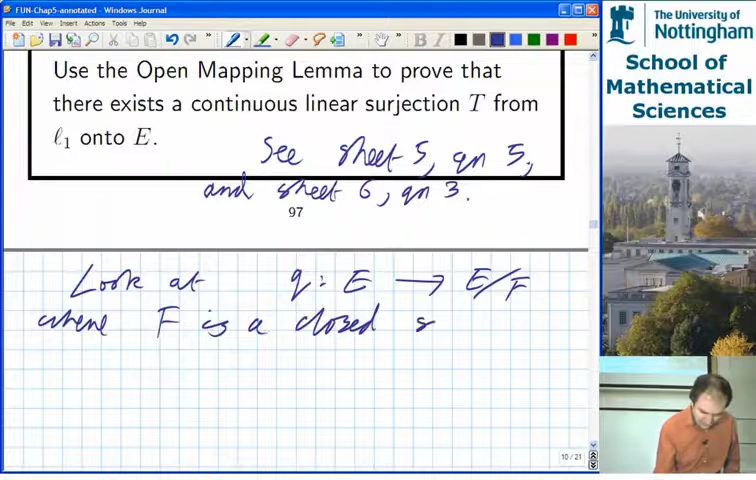 FUN-Chap5-annotated - Windows Journal
File Edit View Insert Actions Tools Help
B I
Use the Open Mapping Lemma to prove that
there exists a continuous linear surjection T from
ℓ₁ onto E.
See sheet 5, qn 5,
and sheet 6, qn 3.
97
Look at q: E → E/F
where F is a closed s
10 / 21
The University of
Nottingham
School of
Mathematical
Sciences